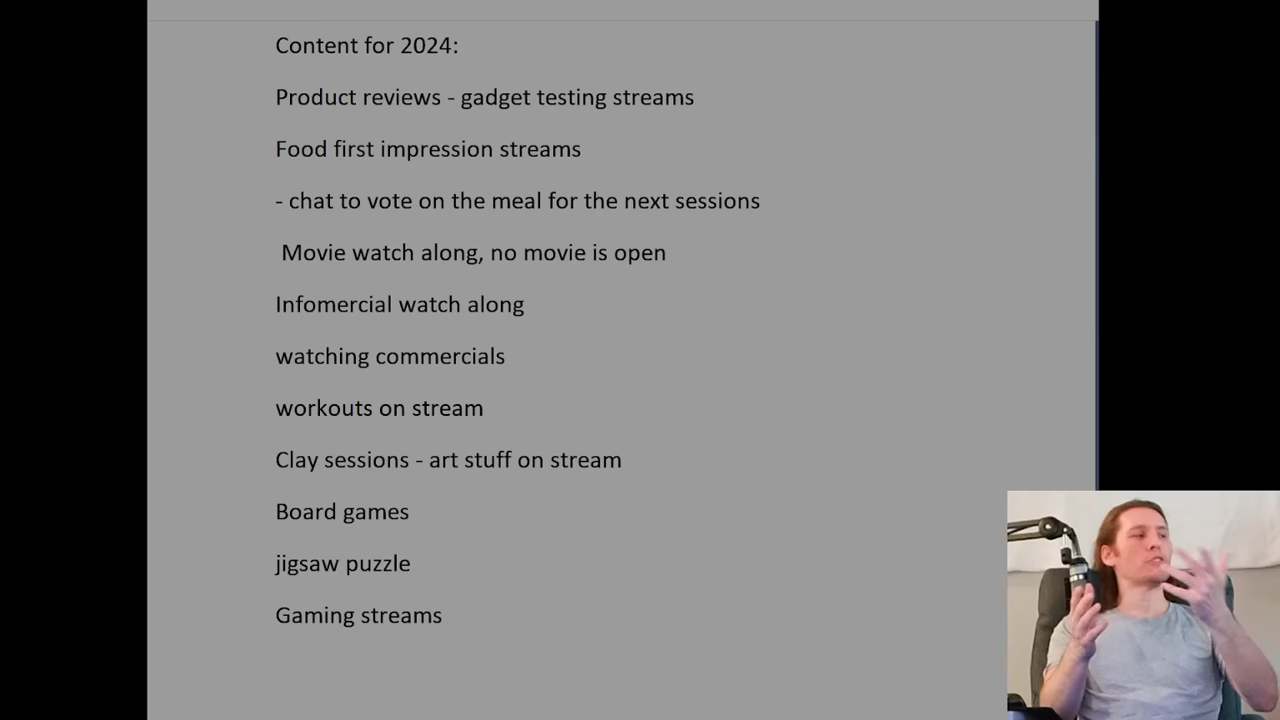 Content for 2024:
Product reviews - gadget testing streams
Food first impression streams
- chat to vote on the meal for the next sessions
Movie watch along, no movie is open
Infomercial watch along
watching commercials
workouts on stream
Clay sessions - art stuff on stream
Board games
jigsaw puzzle
Gaming streams